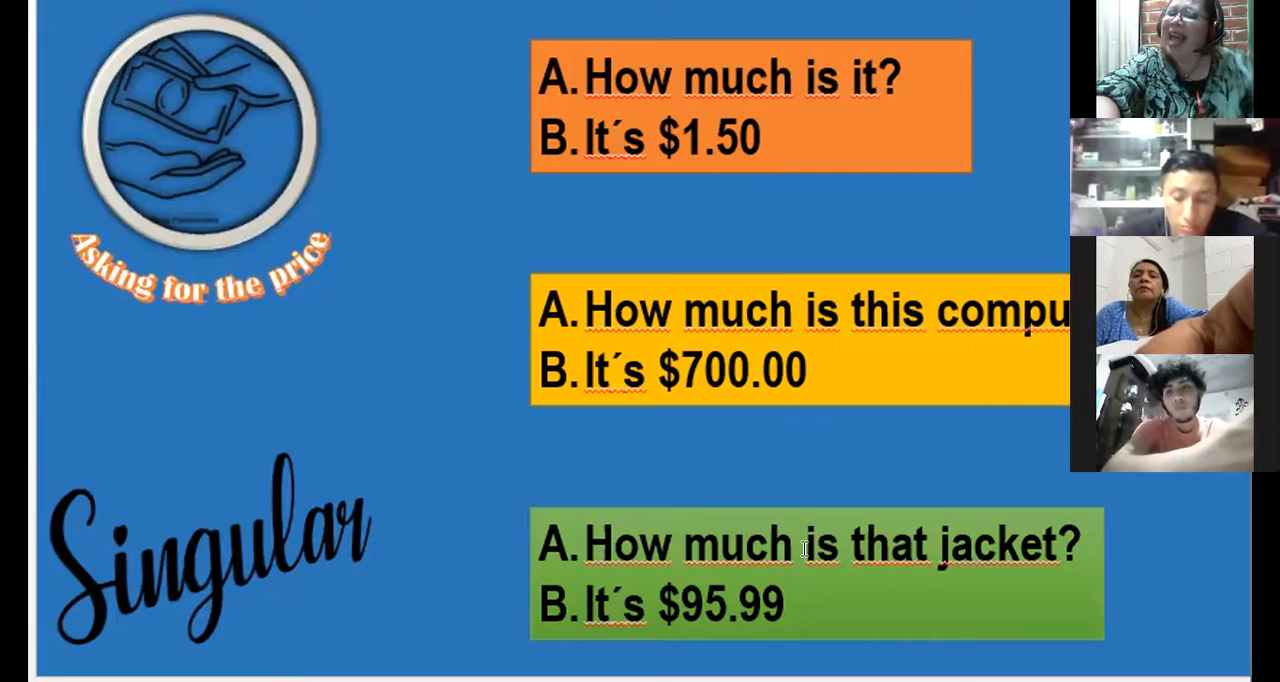 Asking for the price
Singular
A. How much is it?
B. It´s $1.50
A. How much is this compu
B. It´s $700.00
A. How much is that jacket?
B. It´s $95.99